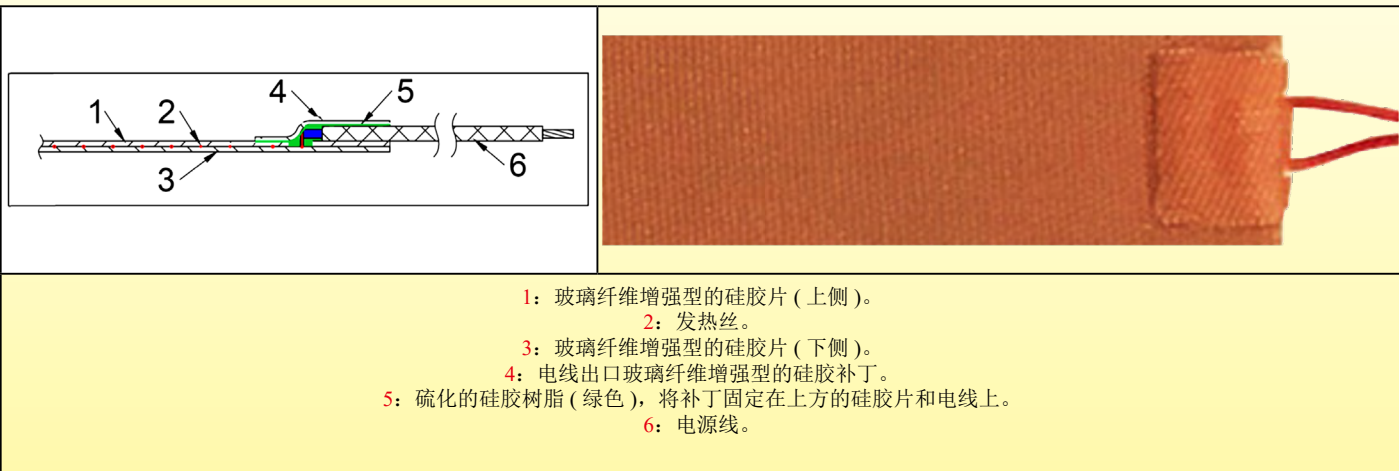 1
2
4
5
3
6
1：玻璃纤维增强型的硅胶片 ( 上侧 )。
2：发热丝。
3：玻璃纤维增强型的硅胶片 ( 下侧 )。
4：电线出口玻璃纤维增强型的硅胶补丁。
5：硫化的硅胶树脂 ( 绿色 )，将补丁固定在上方的硅胶片和电线上。
6：电源线。